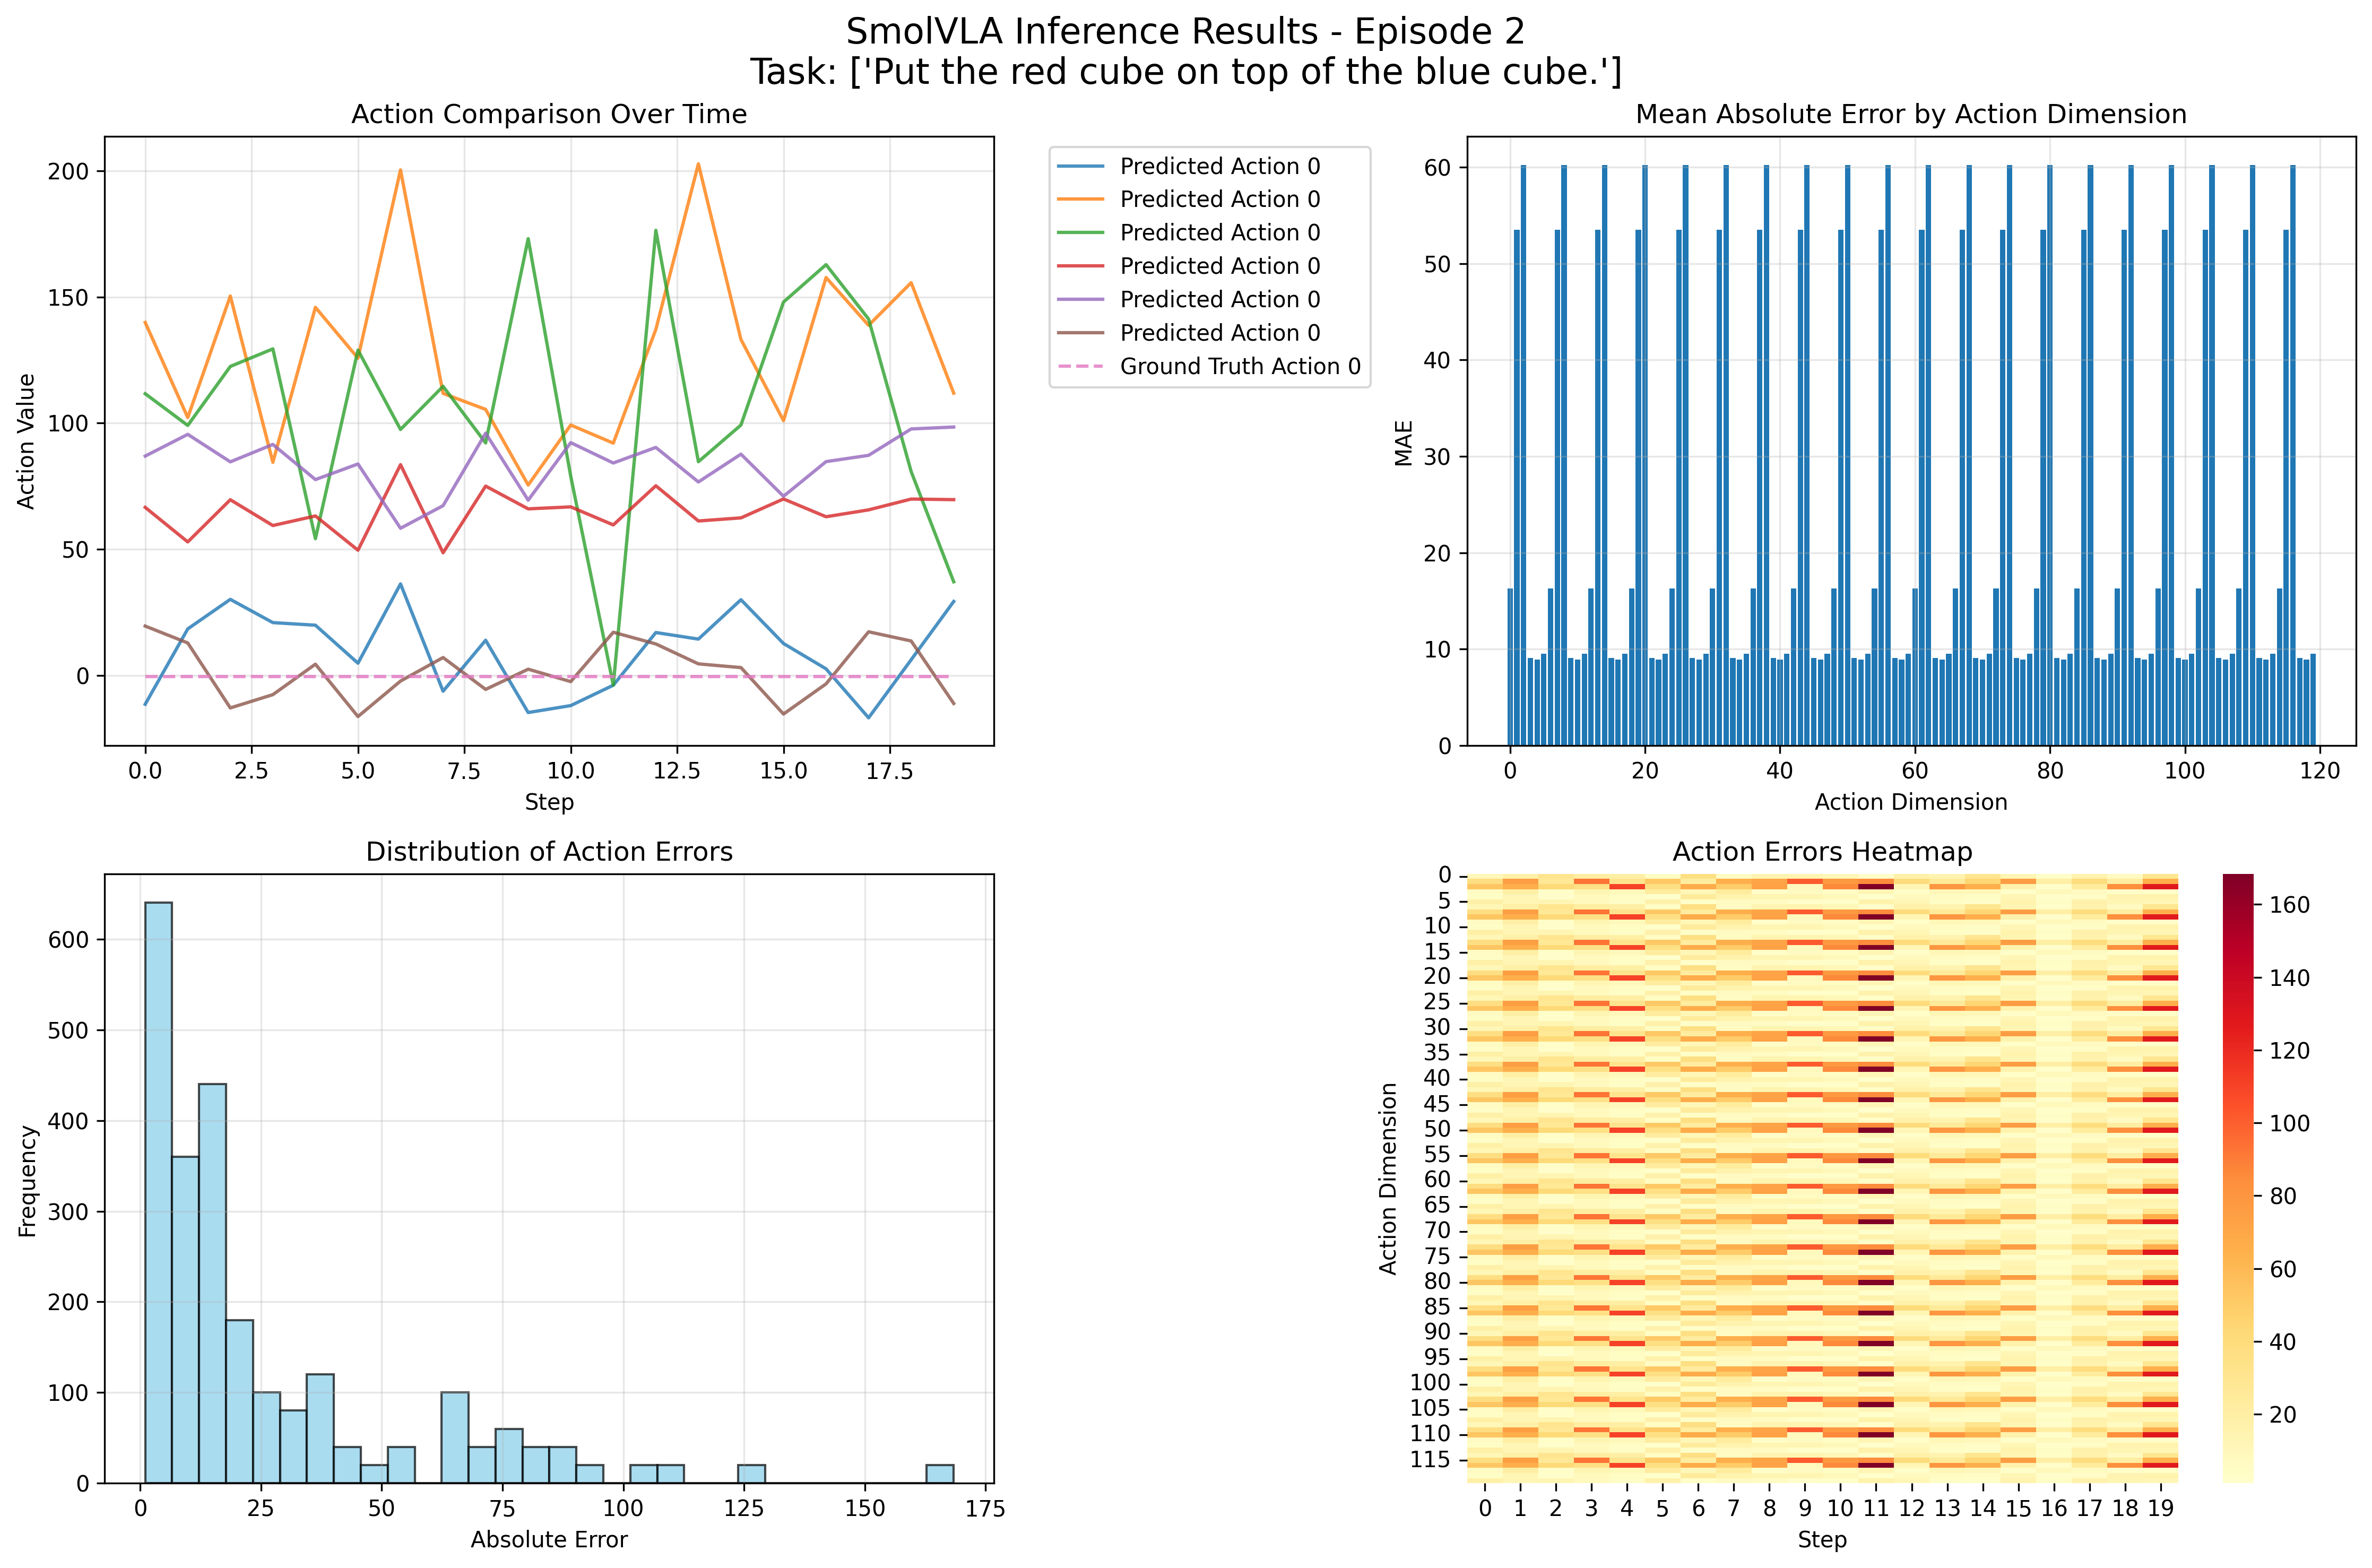 SmolVLA Inference Results - Episode 2
Task: ['Put the red cube on top of the blue cube.']
Action Comparison Over Time
Action Value
200
150
100
50
0
0.0 2.5 5.0 7.5 10.0 12.5 15.0 17.5
Step
Predicted Action 0
Predicted Action 0
Predicted Action 0
Predicted Action 0
Predicted Action 0
Predicted Action 0
Ground Truth Action 0
Mean Absolute Error by Action Dimension
MAE
60
50
40
30
20
10
0
0 20 40 60 80 100 120
Action Dimension
Distribution of Action Errors
Frequency
600
500
400
300
200
100
0
0 25 50 75 100 125 150 175
Absolute Error
Action Errors Heatmap
Action Dimension
0
5
10
15
20
25
30
35
40
45
50
55
60
65
70
75
80
85
90
95
100
105
110
115
0 1 2 3 4 5 6 7 8 9 10 11 12 13 14 15 16 17 18 19
Step
160
140
120
100
80
60
40
20